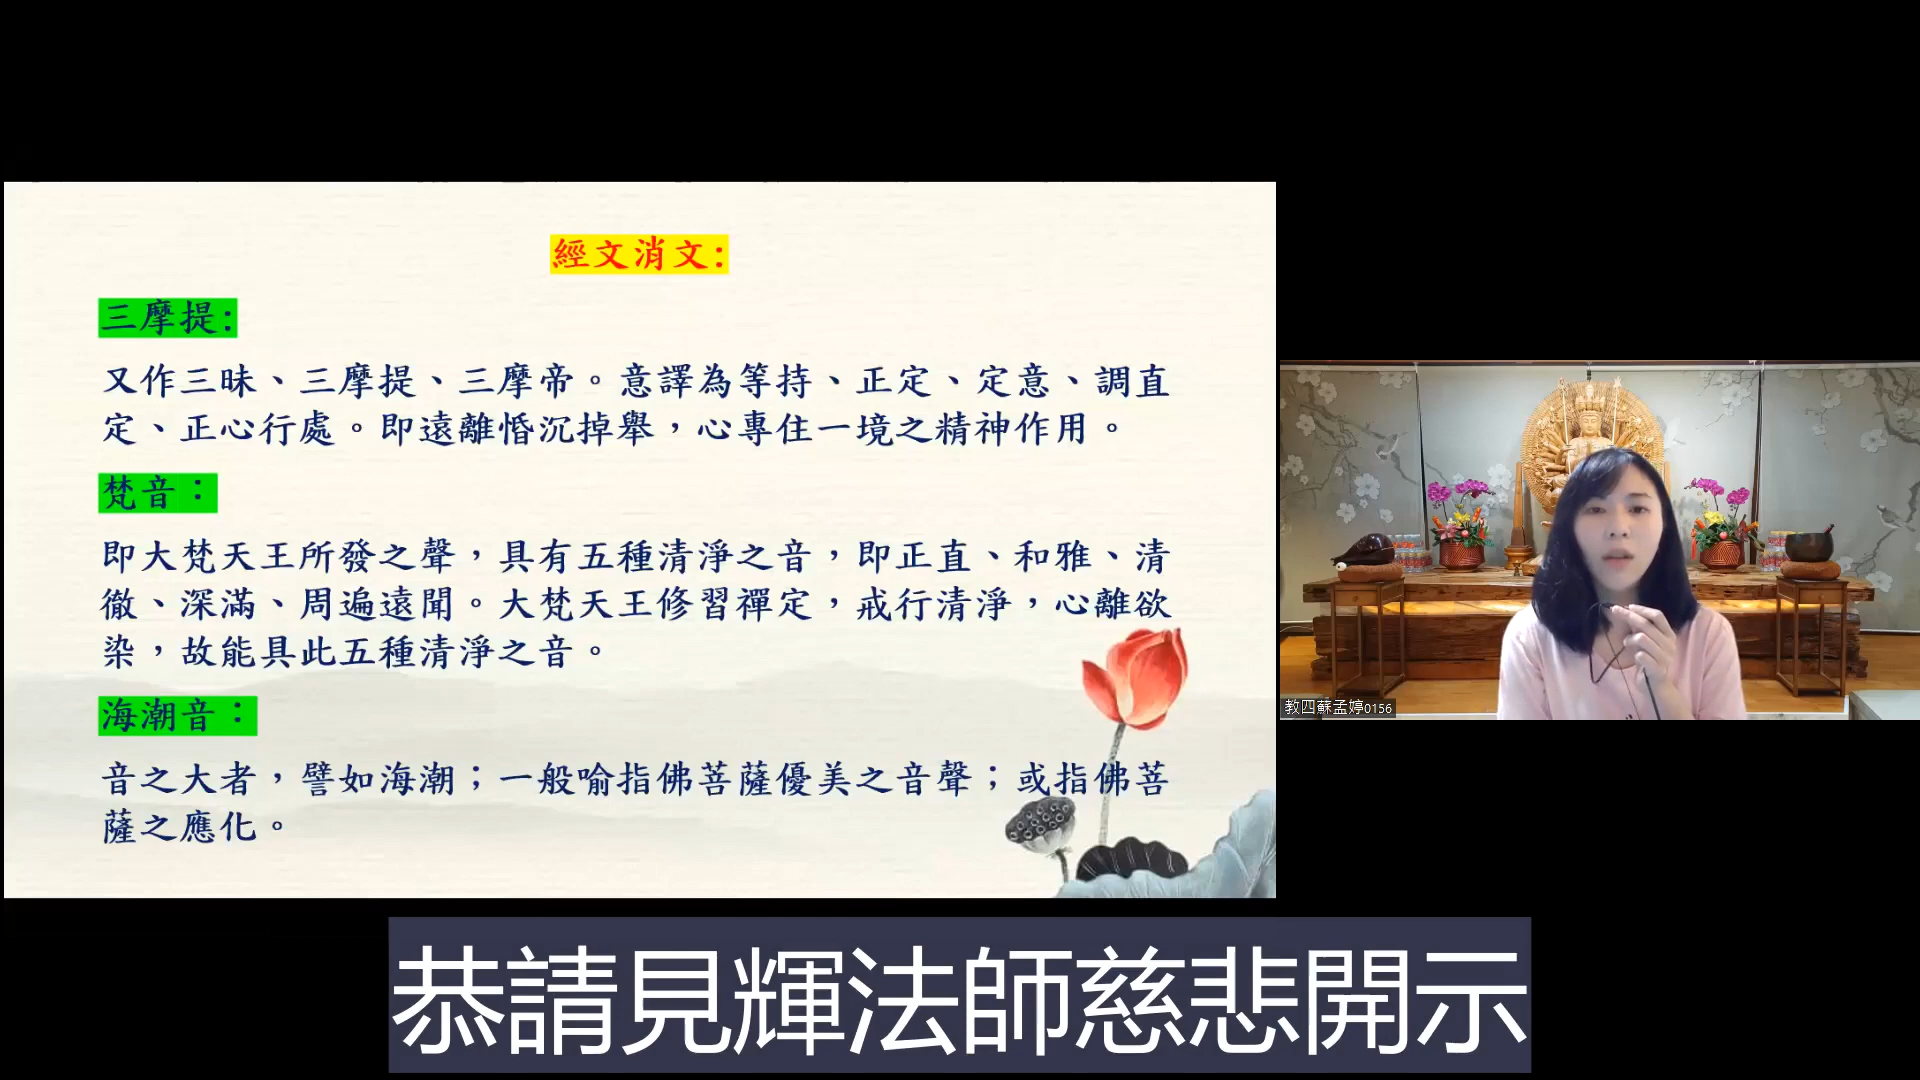 經文消文:
三摩提:
又作三昧、三摩提、三摩帝。意譯為等持、正定、定意、調直
定、正心行處。即遠離惛沉掉舉，心專住一境之精神作用。
梵音：
即大梵天王所發之聲，具有五種清淨之音，即正直、和雅、清
徹、深滿、周遍遠聞。大梵天王修習禪定，戒行清淨，心離欲
染，故能具此五種清淨之音。
海潮音：
音之大者，譬如海潮；一般喻指佛菩薩優美之音聲；或指佛菩
薩之應化。
教四蘇孟婷0156
恭請見輝法師慈悲開示